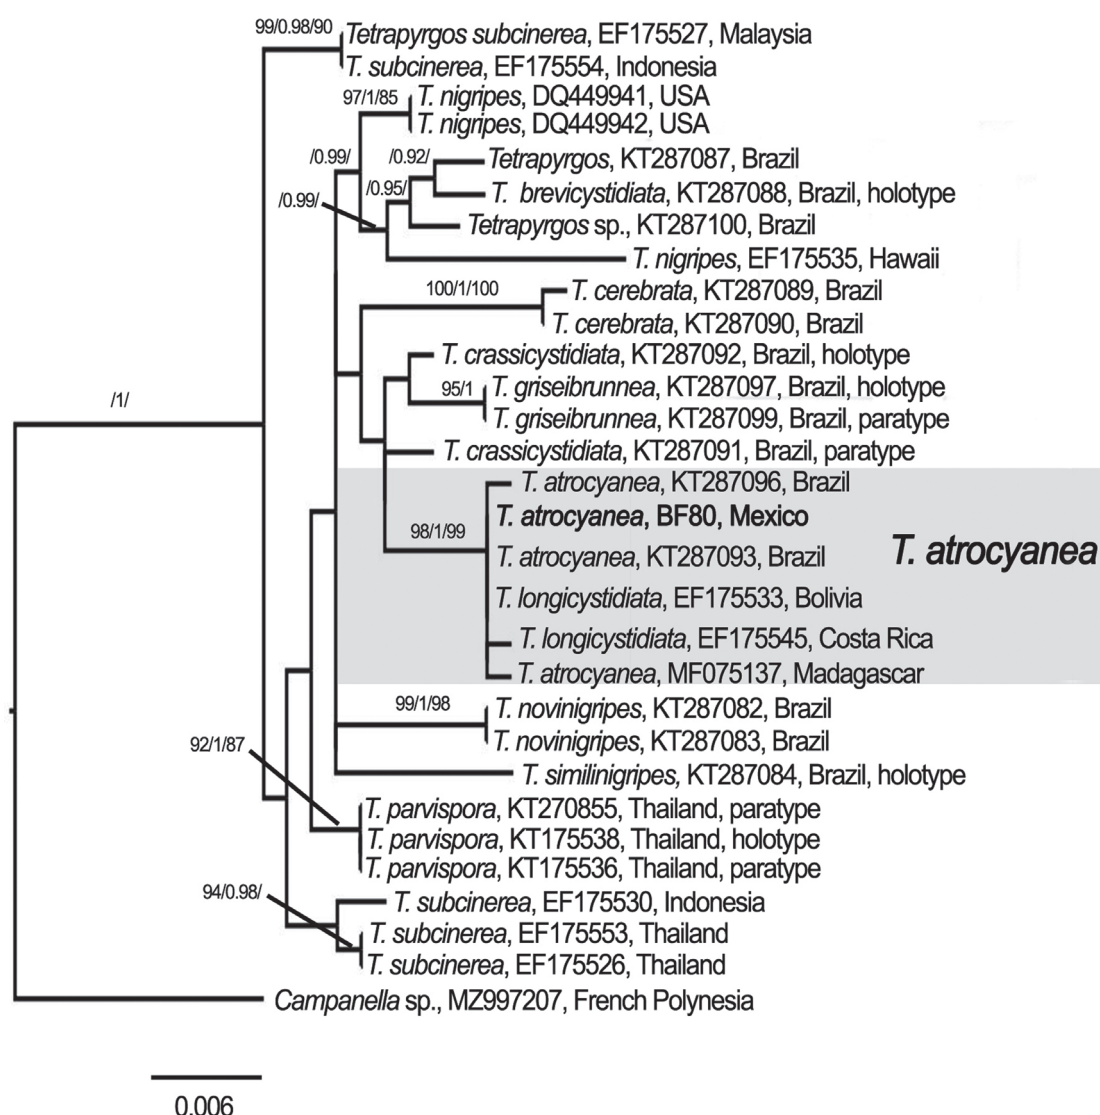 99/0.98/90
Tetrapyrgos subcinerea, EF175527, Malaysia
T. subcinerea, EF175554, Indonesia
97/1/85
T. nigripes, DQ449941, USA
T. nigripes, DQ449942, USA
/0.99/
/0.92/
Tetrapyrgos, KT287087, Brazil
/0.95/
T. brevicystidiata, KT287088, Brazil, holotype
/0.99/
Tetrapyrgos sp., KT287100, Brazil
T. nigripes, EF175535, Hawaii
100/1/100
T. cerebrata, KT287089, Brazil
T. cerebrata, KT287090, Brazil
T. crassicystidiata, KT287092, Brazil, holotype
95/1
T. griseibrunnea, KT287097, Brazil, holotype
/1/
T. griseibrunnea, KT287099, Brazil, paratype
T. crassicystidiata, KT287091, Brazil, paratype
T. atrocyanea, KT287096, Brazil
T. atrocyanea, BF80, Mexico
98/1/99
T. atrocyanea, KT287093, Brazil
T. atrocyanea
T. longicystidiata, EF175533, Bolivia
T. longicystidiata, EF175545, Costa Rica
T. atrocyanea, MF075137, Madagascar
99/1/98
T. novinigripes, KT287082, Brazil
T. novinigripes, KT287083, Brazil
92/1/87
T. similinigripes, KT287084, Brazil, holotype
T. parvispora, KT270855, Thailand, paratype
T. parvispora, KT175538, Thailand, holotype
T. parvispora, KT175536, Thailand, paratype
94/0.98/
T. subcinerea, EF175530, Indonesia
T. subcinerea, EF175553, Thailand
T. subcinerea, EF175526, Thailand
Campanella sp., MZ997207, French Polynesia
0.006